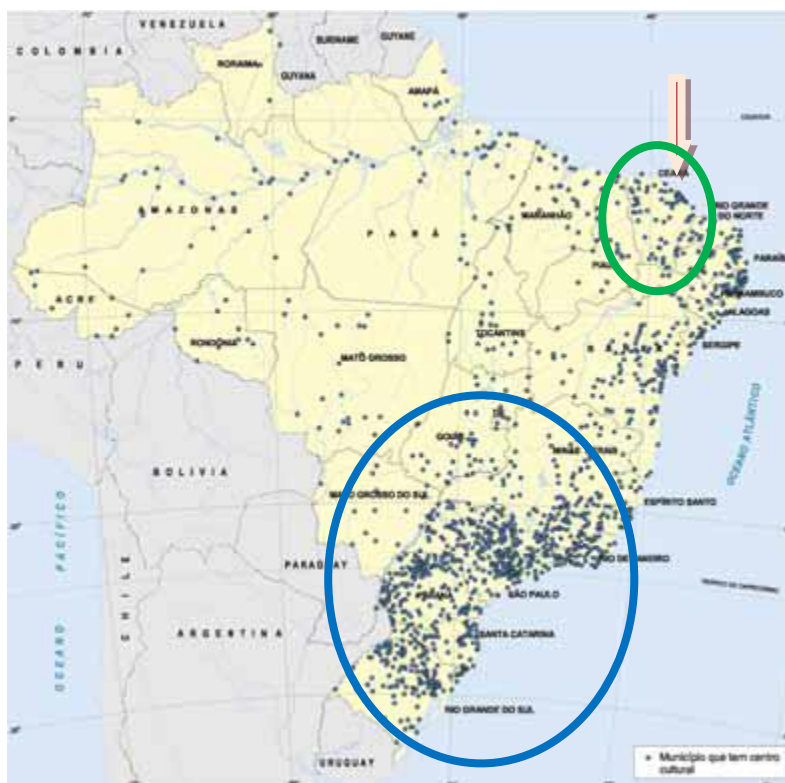 VENEZUELA
COLOMBIA
SURINAME
GUYANE
GUYANA
RORAIMA
AMAPÁ
CEARÁ
RIO GRANDE
DO NORTE
AMAZONAS
PARÁ
MARANHÃO
PARAÍ
PERNAMBUCO
ALAGOAS
SERGIPE
ACRE
RONDÔNIA
TOCANTINS
MATO GROSSO
PERU
BOLIVIA
GOIÁS
MINAS GERAIS
MATO GROSSO DO SUL
ESPÍRITO SANTO
RIO DE JANEIRO
SÃO PAULO
PARAGUAY
PARANÁ
SANTA CATARINA
RIO GRANDE DO SUL
ARGENTINA
CHILE
URUGUAY
OCEANO PACÍFICO
OCEANO ATLÂNTICO
Município que tem centro
cultural